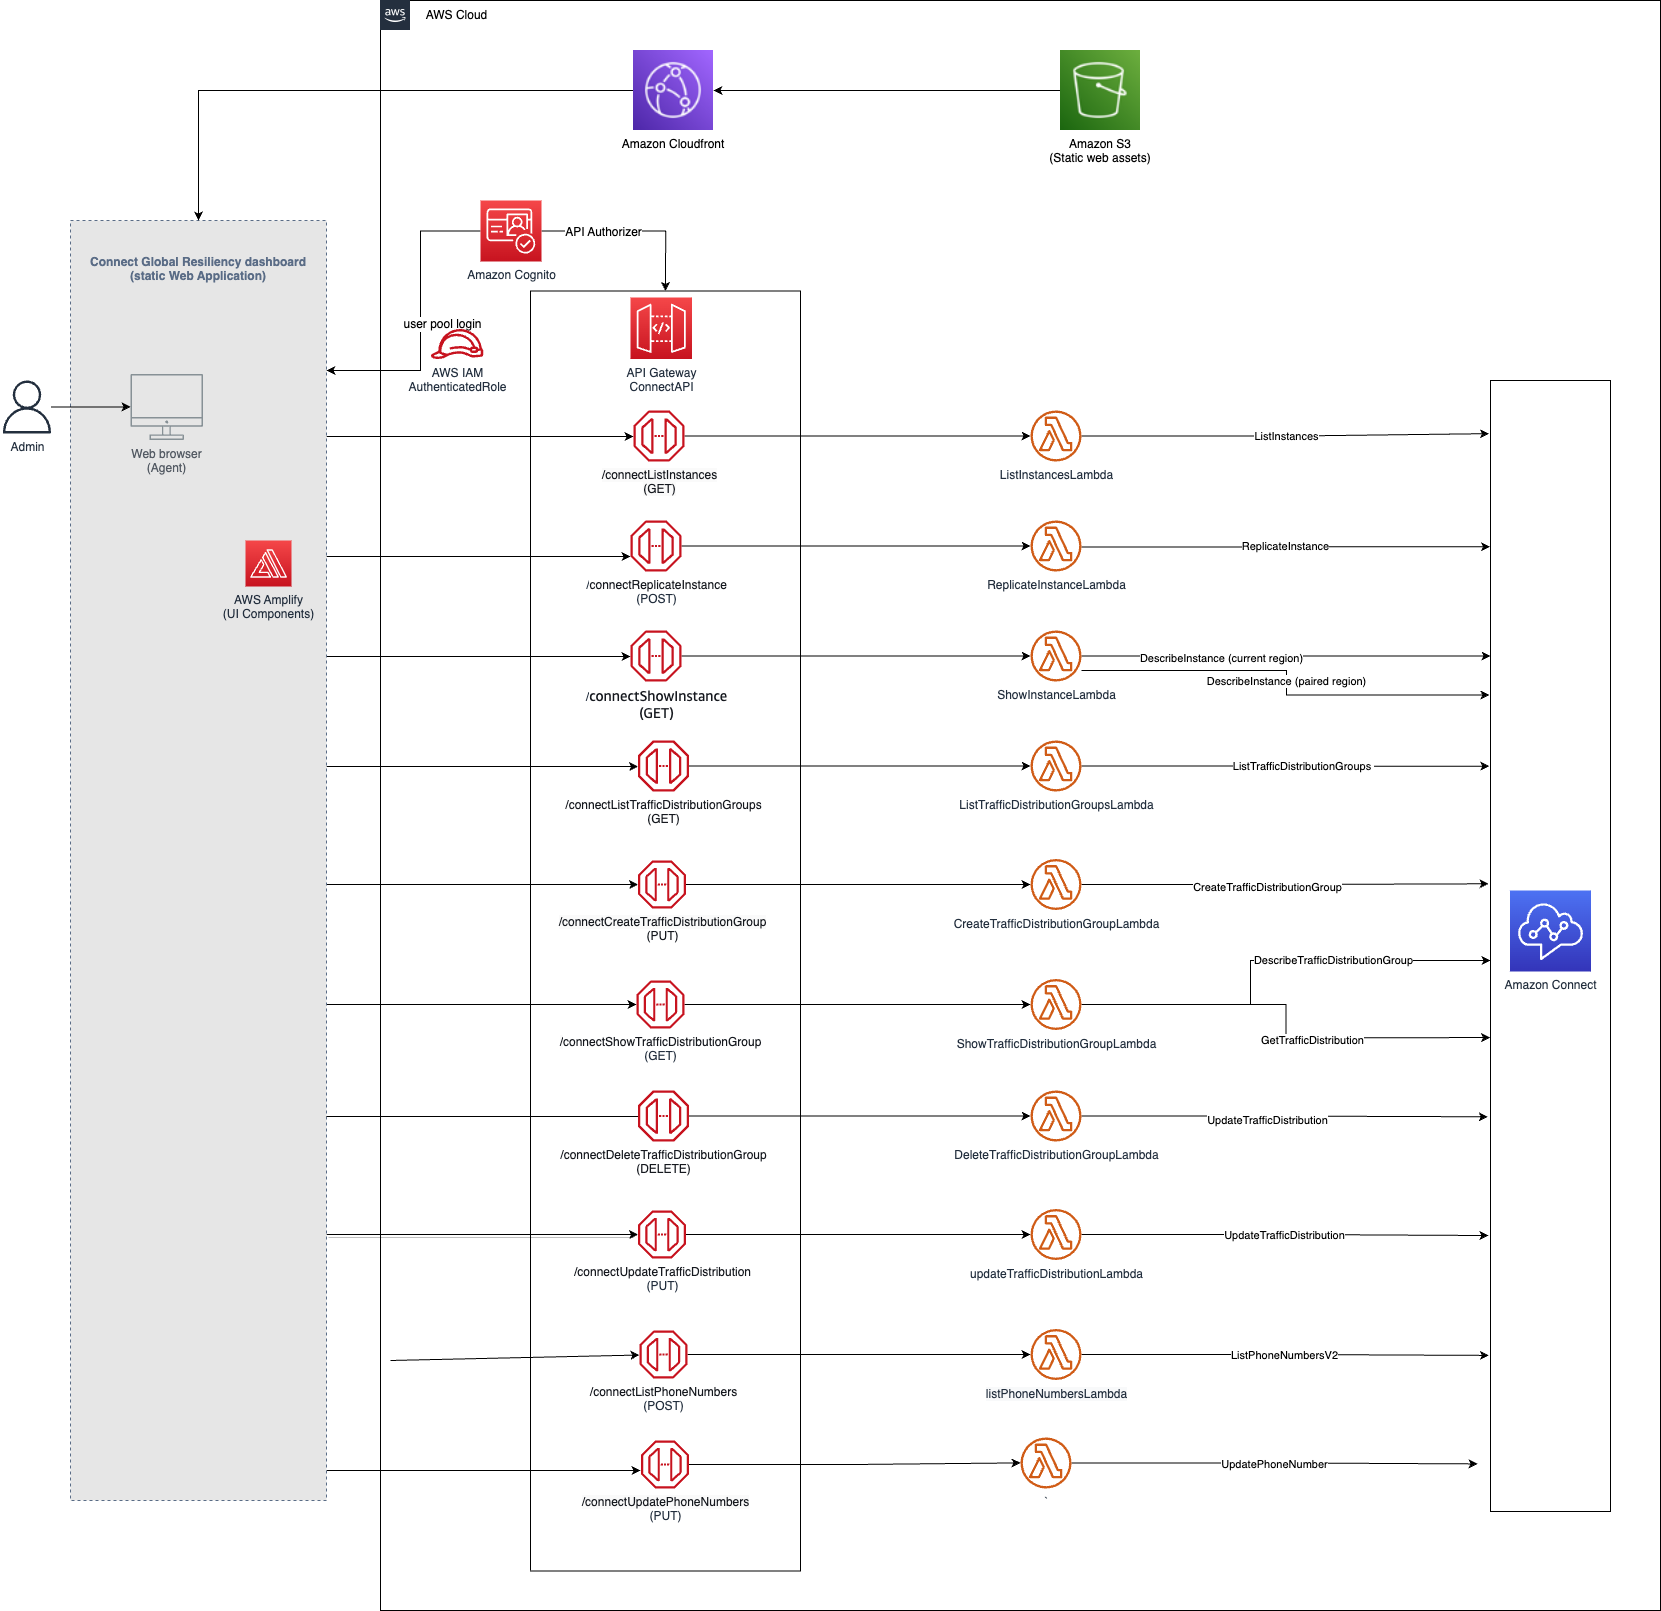 aws
AWS Cloud
Amazon Cloudfront
Amazon S3
(Static web assets)
Connect Global Resiliency dashboard
(static Web Application)
API Authorizer
Amazon Cognito
user pool login
AWS IAM
AuthenticatedRole
API Gateway
ConnectAPI
Admin
Web browser
(Agent)
/connectListInstances
(GET)
ListInstancesLambda
ListInstances
AWS Amplify
(UI Components)
/connectReplicateInstance
(POST)
ReplicateInstanceLambda
ReplicateInstance
/connectShowInstance
(GET)
ShowInstanceLambda
DescribeInstance (current region)
DescribeInstance (paired region)
/connectListTrafficDistributionGroups
(GET)
ListTrafficDistributionGroupsLambda
ListTrafficDistributionGroups
/connectCreateTrafficDistributionGroup
(PUT)
CreateTrafficDistributionGroupLambda
CreateTrafficDistributionGroup
Amazon Connect
/connectShowTrafficDistributionGroup
(GET)
ShowTrafficDistributionGroupLambda
DescribeTrafficDistributionGroup
GetTrafficDistribution
/connectDeleteTrafficDistributionGroup
(DELETE)
DeleteTrafficDistributionGroupLambda
UpdateTrafficDistribution
/connectUpdateTrafficDistribution
(PUT)
updateTrafficDistributionLambda
UpdateTrafficDistribution
/connectListPhoneNumbers
(POST)
listPhoneNumbersLambda
ListPhoneNumbersV2
/connectUpdatePhoneNumbers
(PUT)
`
UpdatePhoneNumber